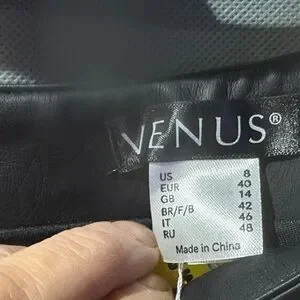 VENUS®
US 8
EUR 40
GB 14
BR/F/B 42
IT 46
RU 48
Made in China